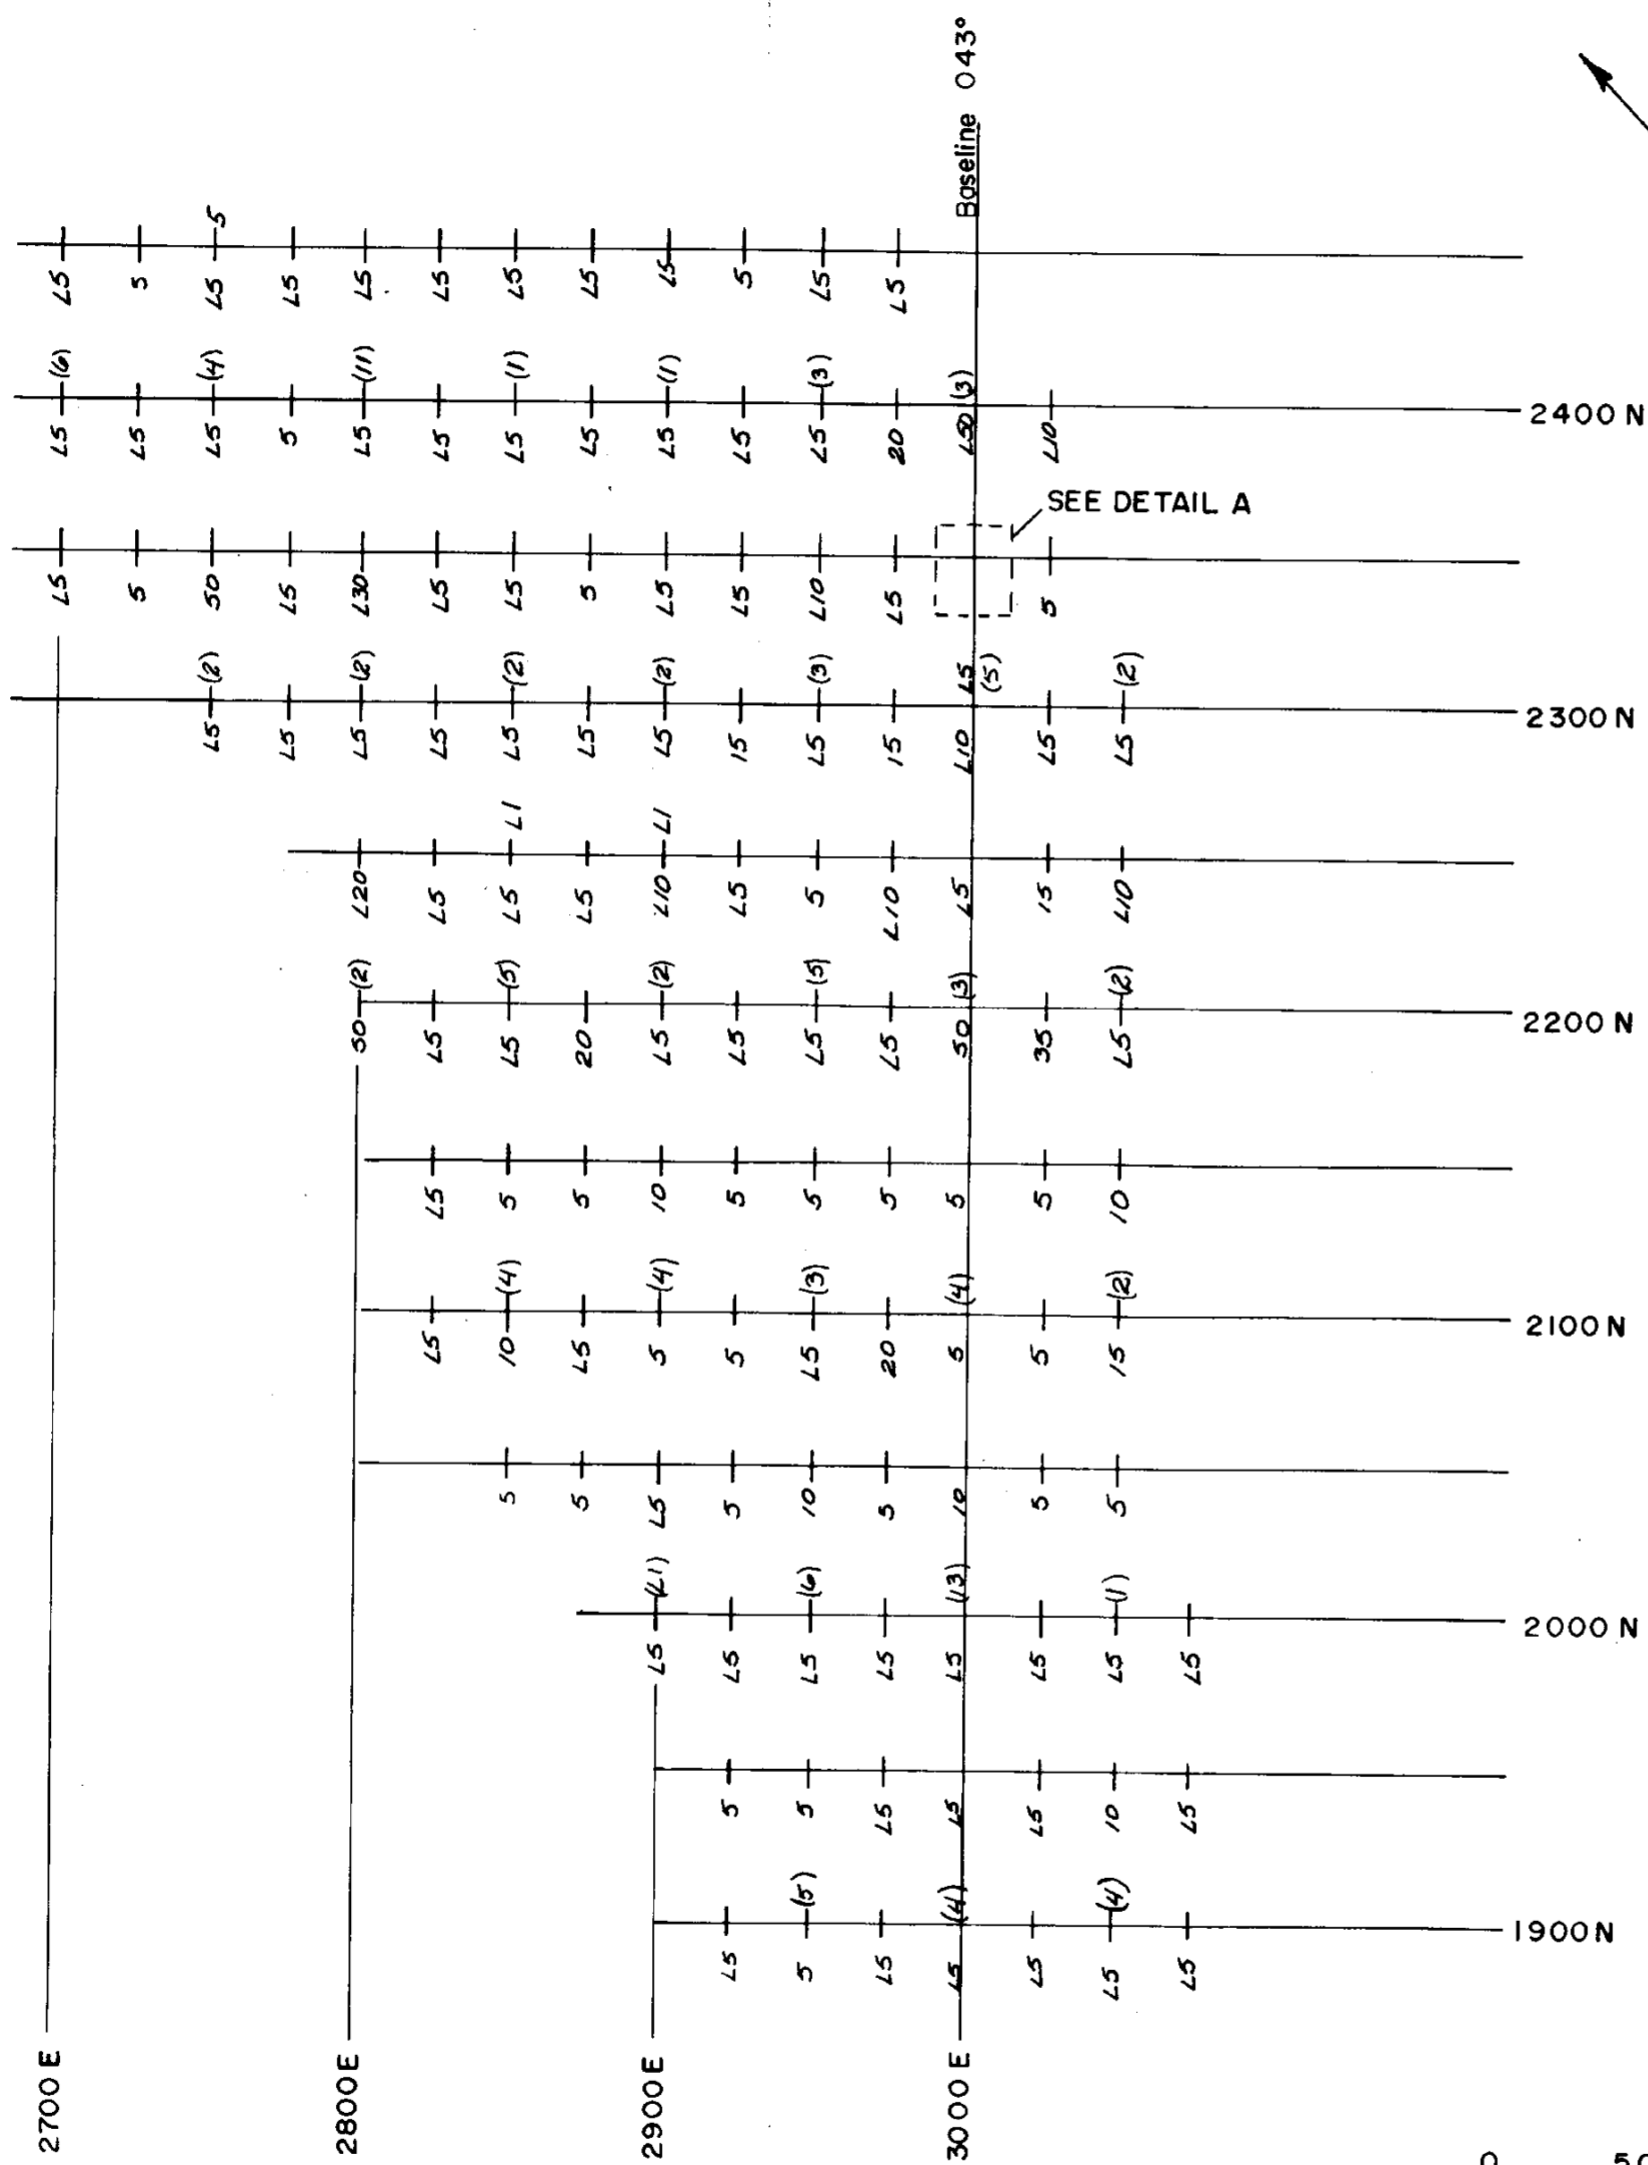 Baseline 043°
L5 5 L5 5 L5 L5 L5 L5 L5 L5 5 L5 L5
(6) (4) (11) (1) (1) (3) (3)
L5 L5 L5 5 L5 L5 L5 L5 L5 L5 L5 20 L50 L10
2400 N
SEE DETAIL A
L5 5 50 L5 L30 L5 L5 5 L5 L5 L10 L5 5
(2) (2) (2) (2) (3) L5 (5) (2)
L5 L5 L5 L5 L5 L5 L5 15 L5 15 L10 L5 L5
2300 N
L1 L1
L20 L5 L5 L5 L10 L5 5 L10 L5 15 L10
(2) (5) (2) (5) (3) (2)
50 L5 L5 20 L5 L5 L5 L5 50 35 L5
2200 N
L5 5 5 10 5 5 5 5 5 10
(4) (4) (3) (4) (2)
L5 10 L5 5 5 L5 20 5 5 15
2100 N
5 5 L5 5 10 5 10 5 5
(L1) (6) (13) (1)
L5 L5 L5 L5 L5 L5 L5 L5
2000 N
5 5 L5 L5 L5 10 L5
(5) (4) (4)
L5 5 L5 L5 L5 L5 L5
1900 N
2700 E
2800 E
2900 E
3000 E